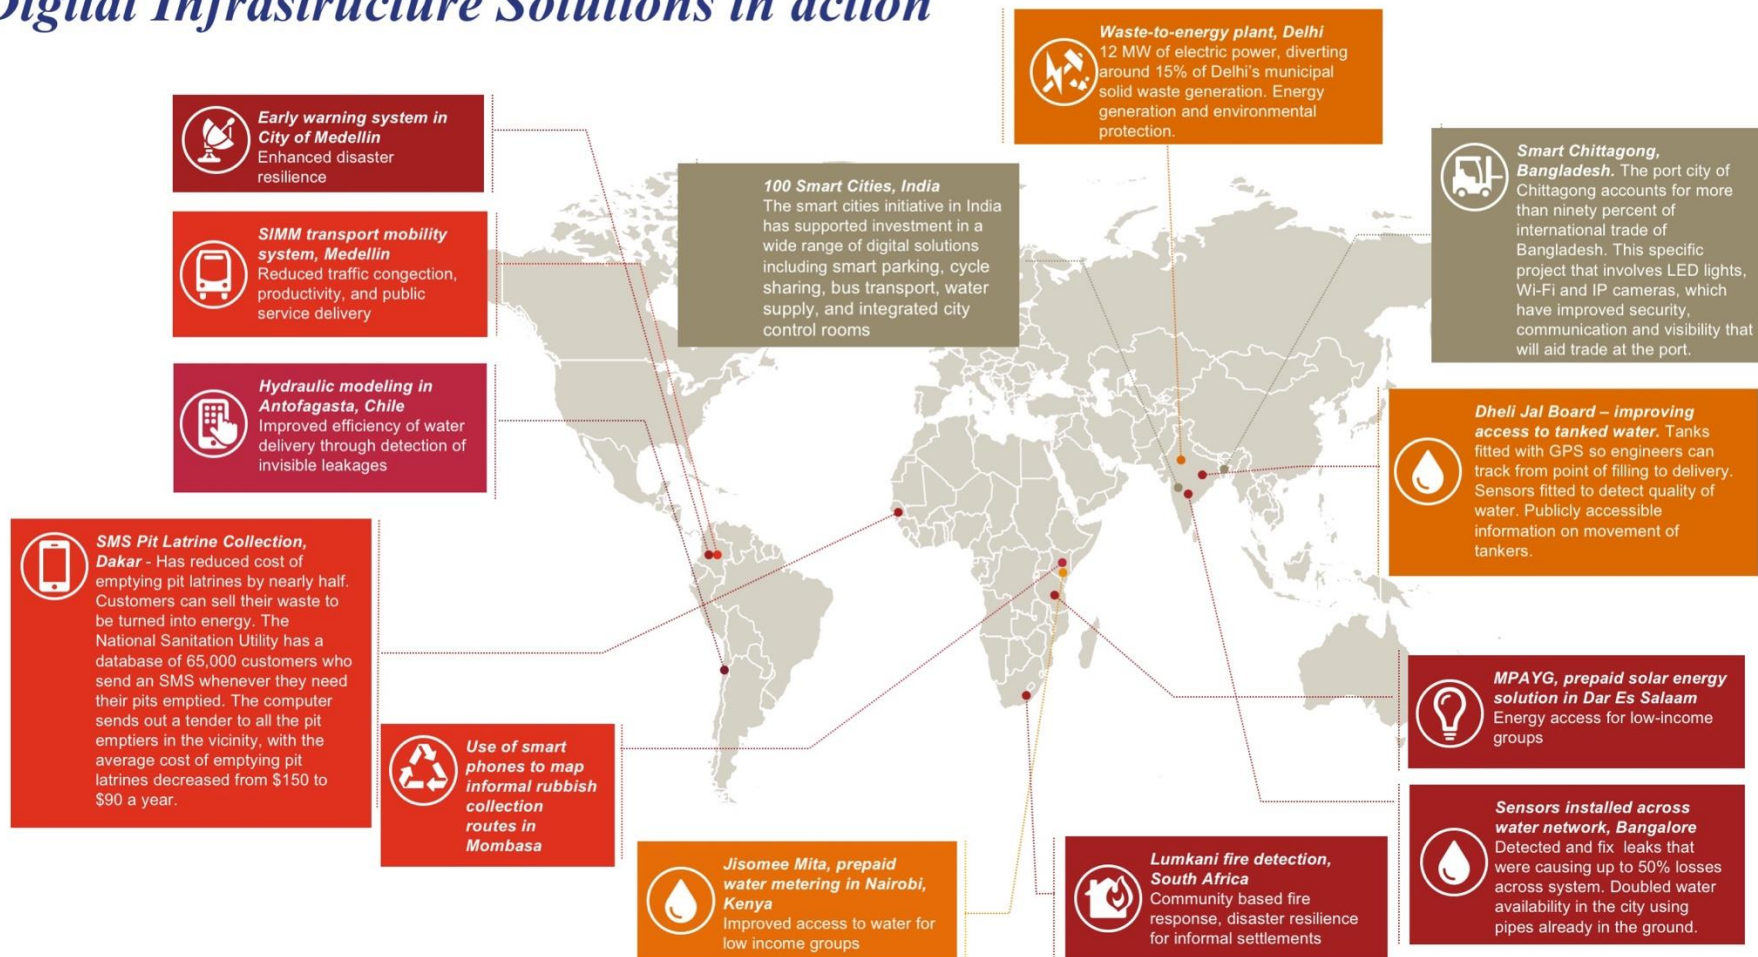 Digital Infrastructure Solutions in action
Waste-to-energy plant, Delhi
12 MW of electric power, diverting
around 15% of Delhi's municipal
solid waste generation. Energy
generation and environmental
protection.
Early warning system in
City of Medellin
Enhanced disaster
resilience
100 Smart Cities, India
The smart cities initiative in India
has supported investment in a
wide range of digital solutions
including smart parking, cycle
sharing, bus transport, water
supply, and integrated city
control rooms
Smart Chittagong,
Bangladesh. The port city of
Chittagong accounts for more
than ninety percent of
international trade of
Bangladesh. This specific
project that involves LED lights,
Wi-Fi and IP cameras, which
have improved security,
communication and visibility that
will aid trade at the port.
SIMM transport mobility
system, Medellin
Reduced traffic congection,
productivity, and public
service delivery
Hydraulic modeling in
Antofagasta, Chile
Improved efficiency of water
delivery through detection of
invisible leakages
Dheli Jal Board – improving
access to tanked water. Tanks
fitted with GPS so engineers can
track from point of filling to delivery.
Sensors fitted to detect quality of
water. Publicly accessible
information on movement of
tankers.
SMS Pit Latrine Collection,
Dakar - Has reduced cost of
emptying pit latrines by nearly half.
Customers can sell their waste to
be turned into energy. The
National Sanitation Utility has a
database of 65,000 customers who
send an SMS whenever they need
their pits emptied. The computer
sends out a tender to all the pit
emptiers in the vicinity, with the
average cost of emptying pit
latrines decreased from $150 to
$90 a year.
Use of smart
phones to map
informal rubbish
collection
routes in
Mombasa
MPAYG, prepaid solar energy
solution in Dar Es Salaam
Energy access for low-income
groups
Jisomee Mita, prepaid
water metering in Nairobi,
Kenya
Improved access to water for
low income groups
Lumkani fire detection,
South Africa
Community based fire
response, disaster resilience
for informal settlements
Sensors installed across
water network, Bangalore
Detected and fix leaks that
were causing up to 50% losses
across system. Doubled water
availability in the city using
pipes already in the ground.